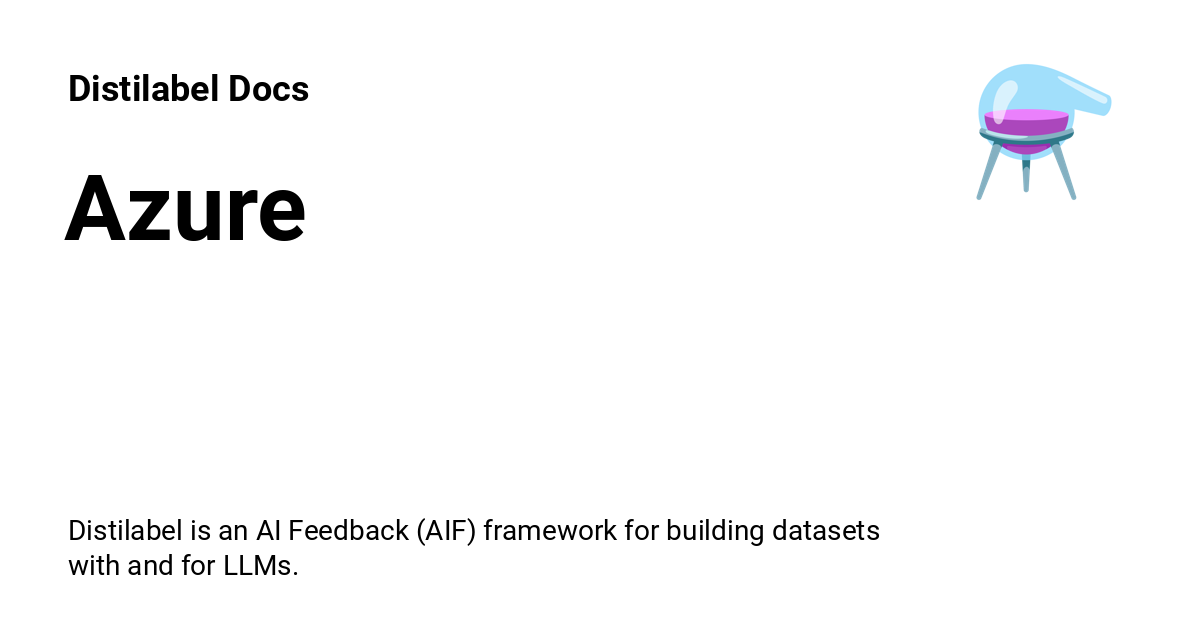 Distilabel Docs
Azure
Distilabel is an AI Feedback (AIF) framework for building datasets
with and for LLMs.